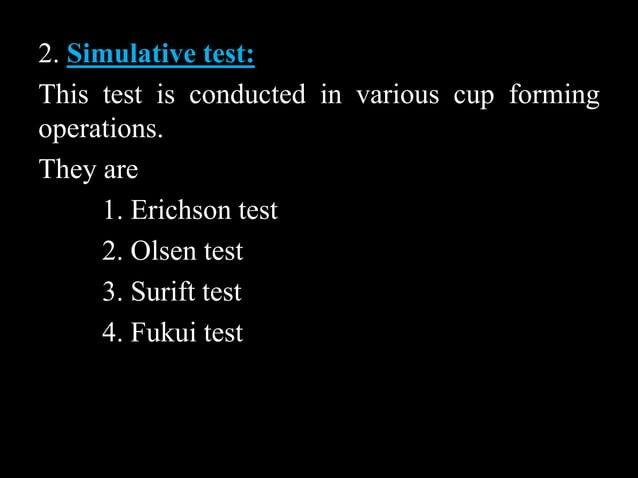 2. Simulative test:
This test is conducted in various cup forming
operations.
They are
1. Erichson test
2. Olsen test
3. Surift test
4. Fukui test